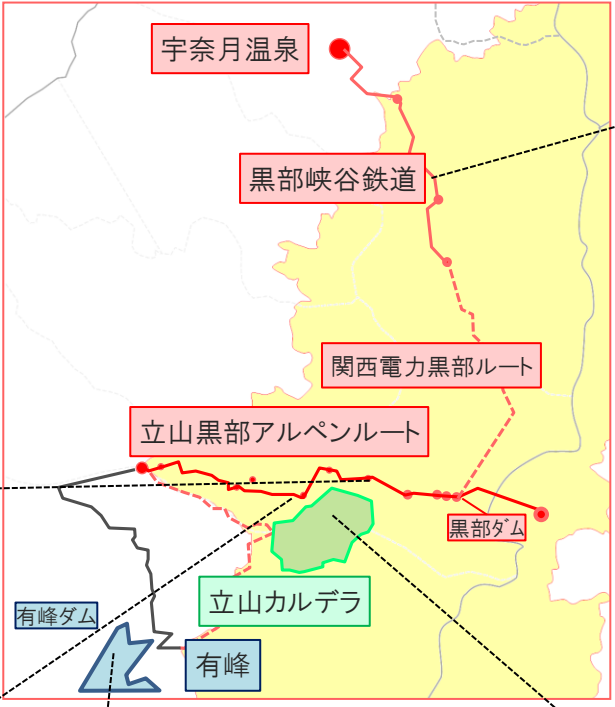 宇奈月温泉
黒部峡谷鉄道
関西電力黒部ルート
立山黒部アルペンルート
黒部ダム
立山カルデラ
有峰ダム
有峰